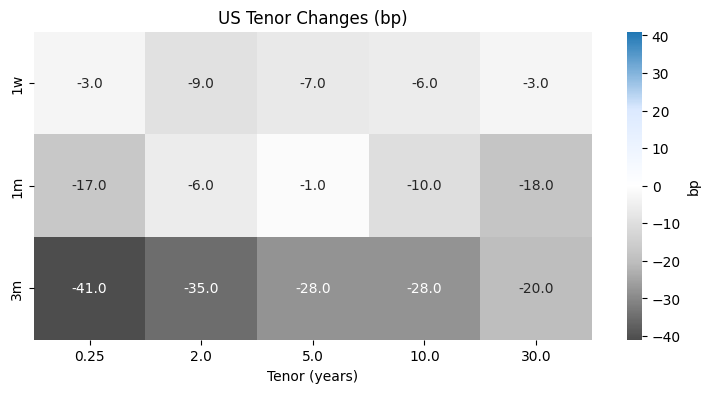 US Tenor Changes (bp)
1w
-3.0 -9.0 -7.0 -6.0 -3.0
1m
-17.0 -6.0 -1.0 -10.0 -18.0
3m
-41.0 -35.0 -28.0 -28.0 -20.0
0.25 2.0 5.0 10.0 30.0
Tenor (years)
40
30
20
10
0
−10
−20
−30
−40
bp